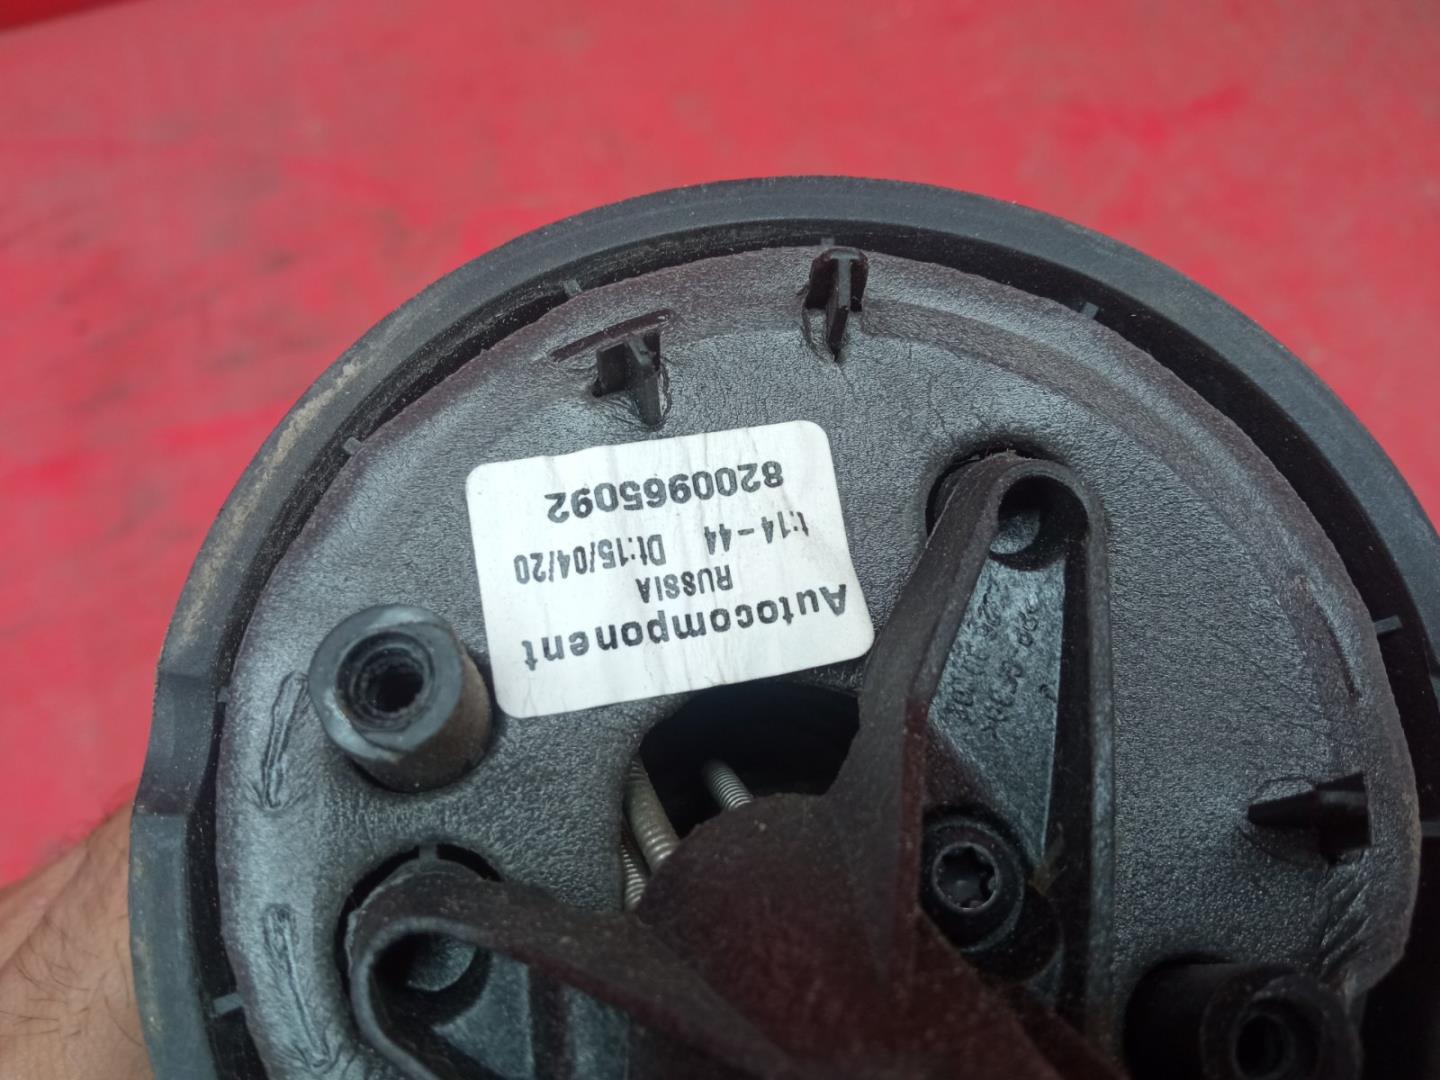 Autocomponent
RUSSIA
t:14-44 Dt:15/04/20
8200965092